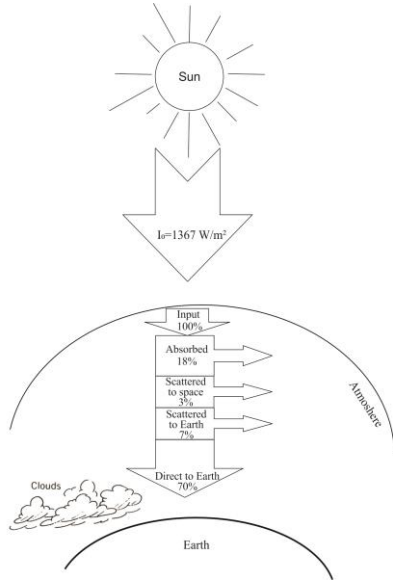 Sun
I₀=1367 W/m²
Input
100%
Absorbed
18%
Scattered
to space
3%
Scattered
to Earth
7%
Atmoshere
Direct to Earth
70%
Clouds
Earth